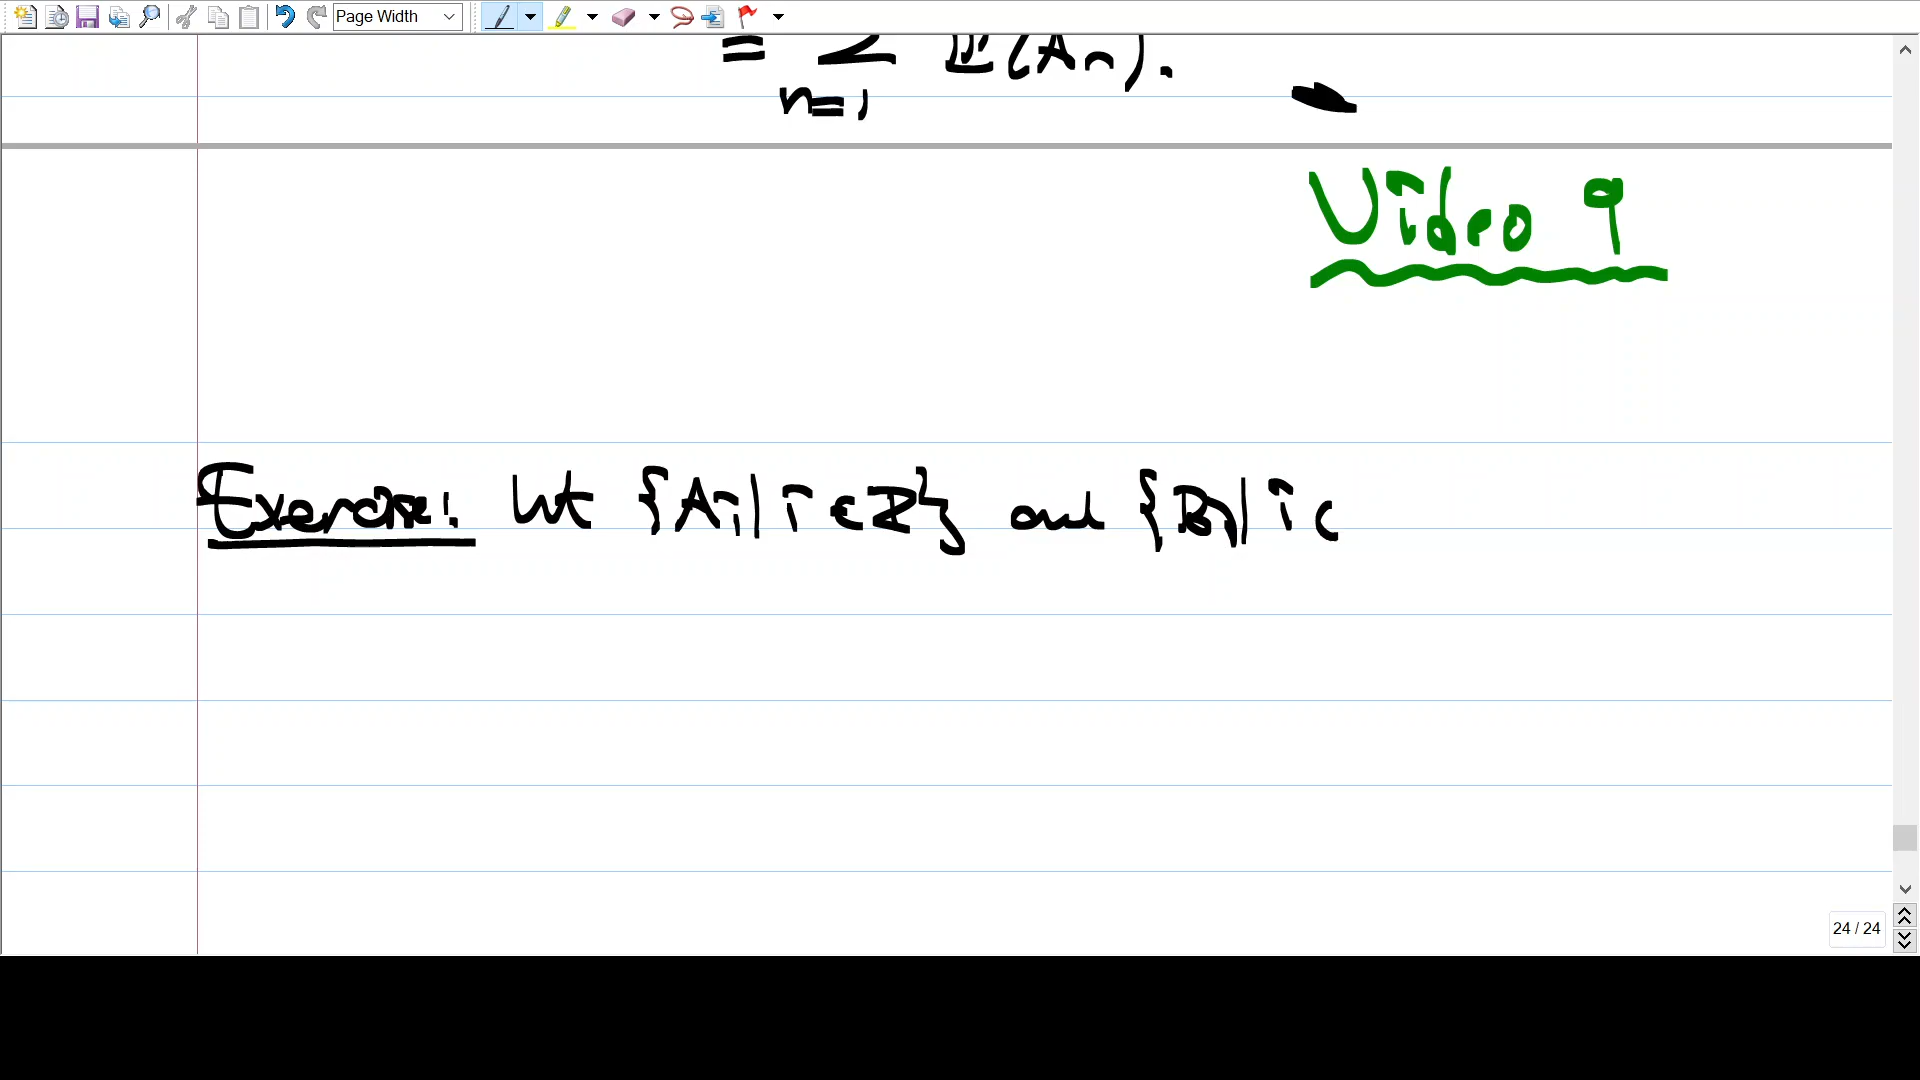 Page Width
= Σ P(An).
n=1
Video 9
Exercise: Let {Ai | i ∈ Z} and {Bi | i ∈
24 / 24